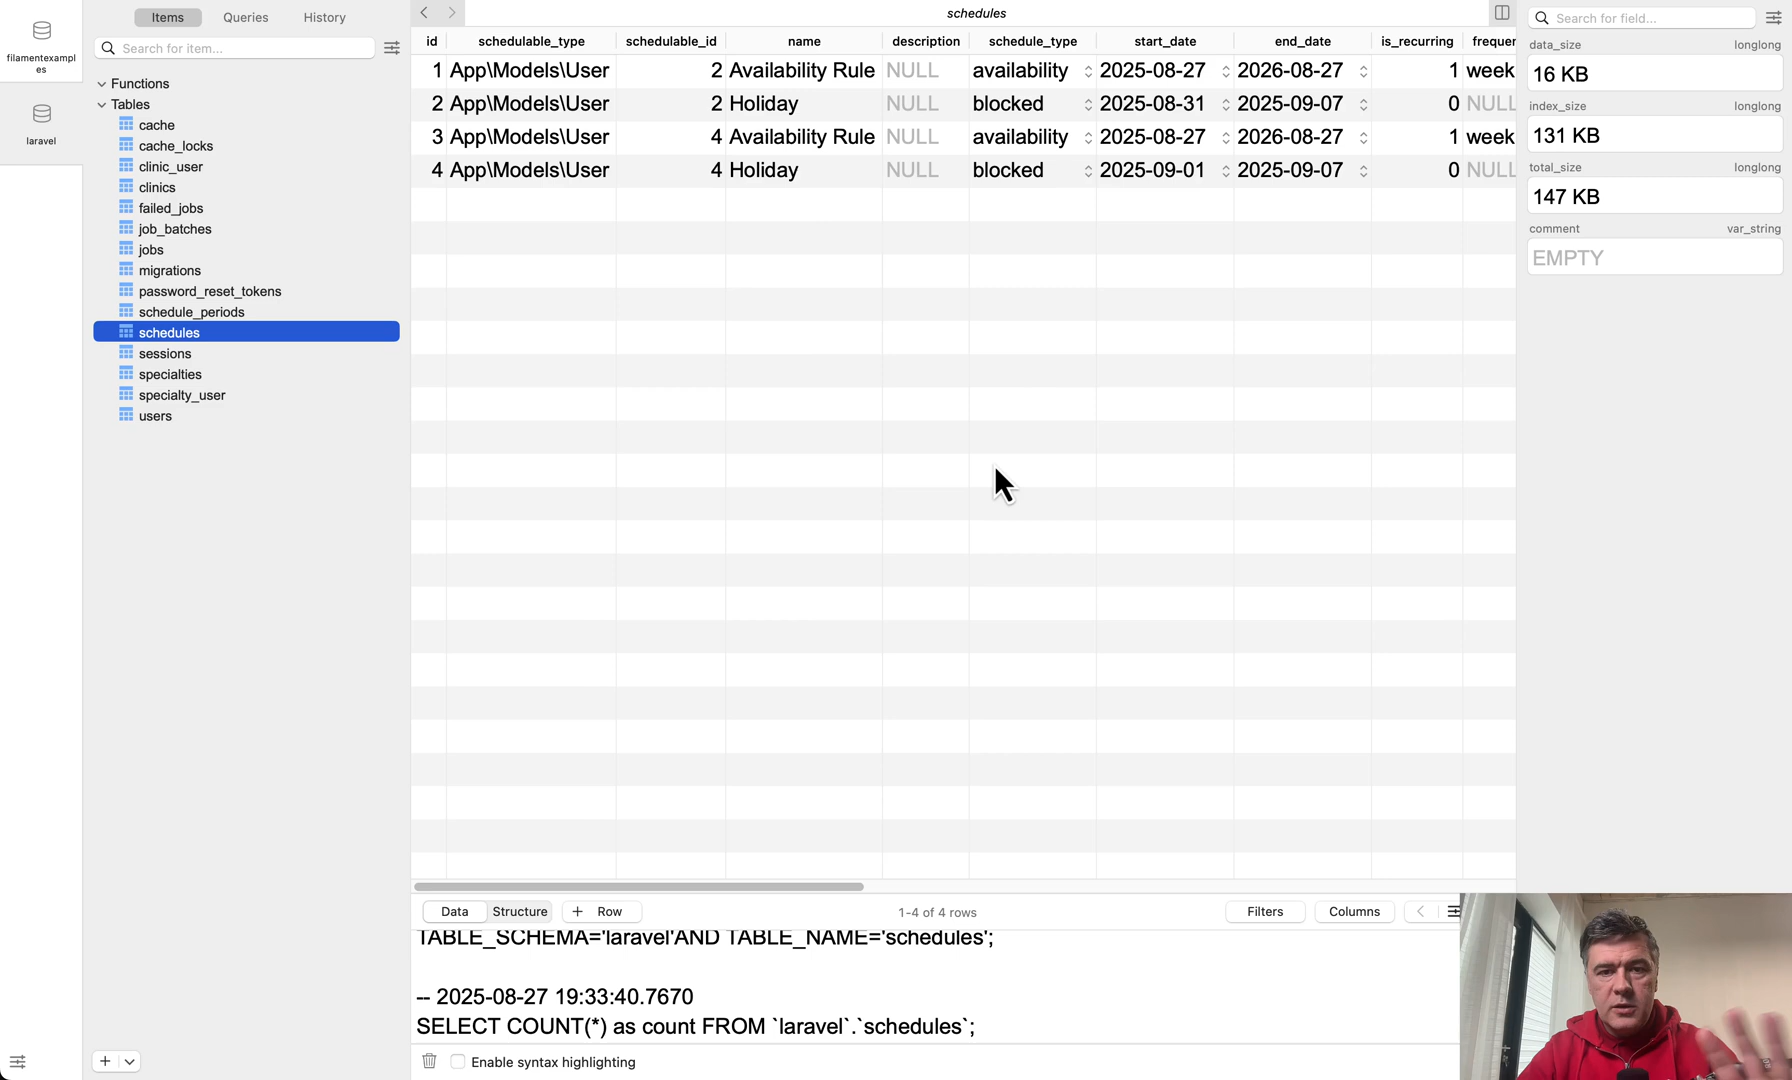 filamentexampl
es
laravel
Items
Queries
History
Search for item...
Functions
Tables
cache
cache_locks
clinic_user
clinics
failed_jobs
job_batches
jobs
migrations
password_reset_tokens
schedule_periods
schedules
sessions
specialties
specialty_user
users
schedules
id schedulable_type schedulable_id name description schedule_type start_date end_date is_recurring frequer
1 App\Models\User 2 Availability Rule NULL availability 2025-08-27 2026-08-27 1 week
2 App\Models\User 2 Holiday NULL blocked 2025-08-31 2025-09-07 0 NULL
3 App\Models\User 4 Availability Rule NULL availability 2025-08-27 2026-08-27 1 week
4 App\Models\User 4 Holiday NULL blocked 2025-09-01 2025-09-07 0 NULL
Data
Structure
+ Row
1-4 of 4 rows
Filters
Columns
TABLE_SCHEMA='laravel'AND TABLE_NAME='schedules';
-- 2025-08-27 19:33:40.7670
SELECT COUNT(*) as count FROM `laravel`.`schedules`;
Enable syntax highlighting
Search for field...
data_size longlong
16 KB
index_size longlong
131 KB
total_size longlong
147 KB
comment var_string
EMPTY